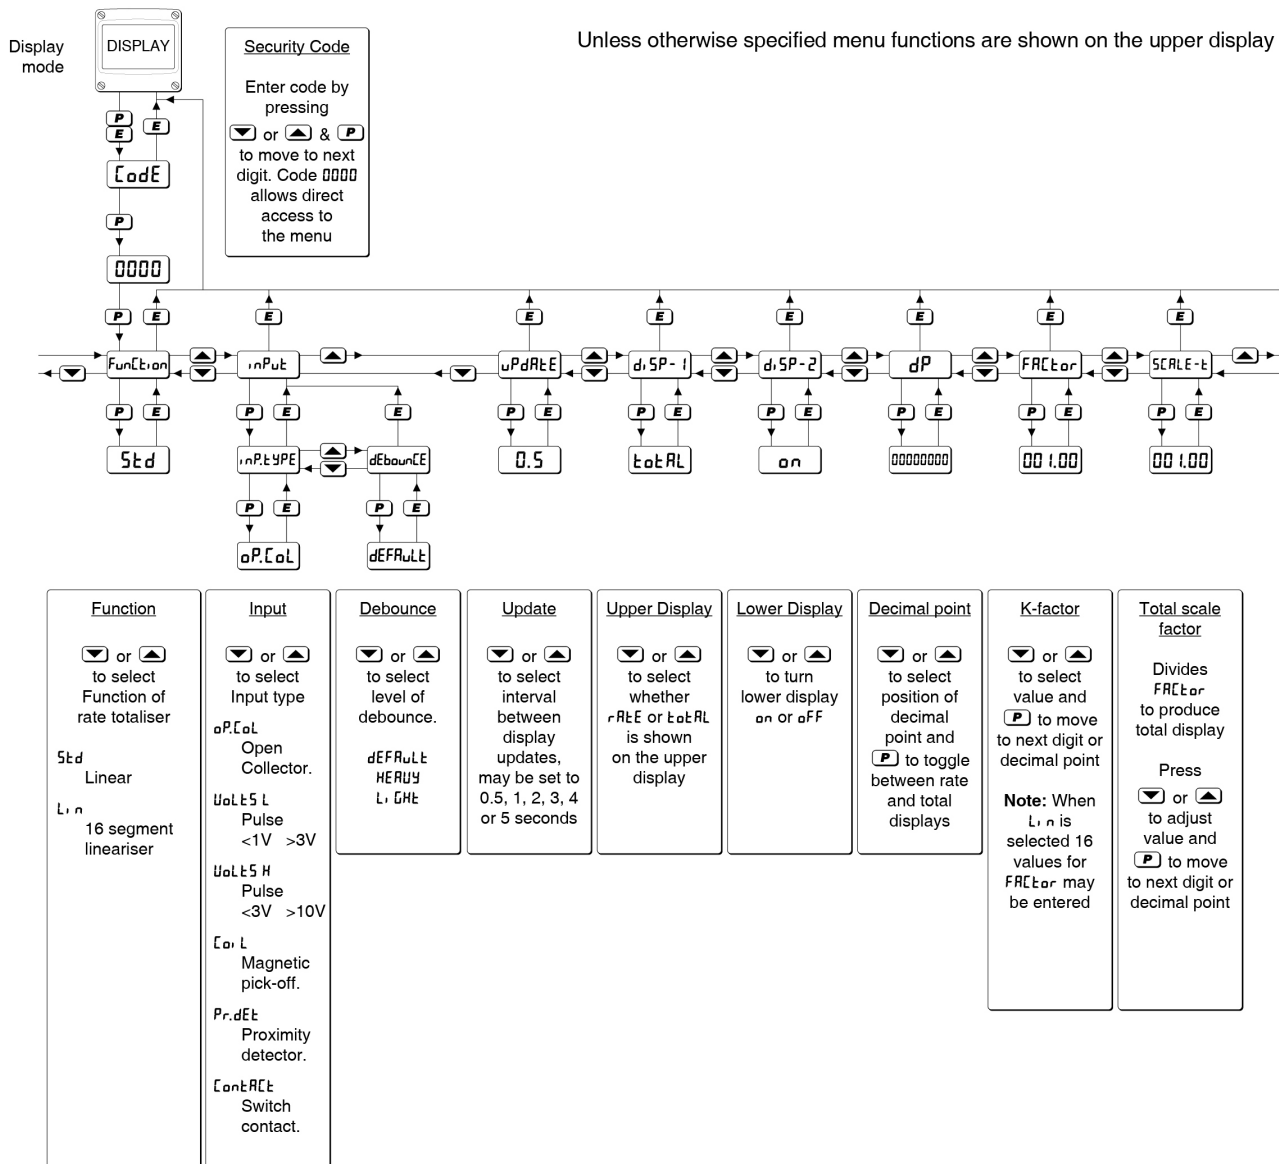 Display
mode
DISPLAY
Unless otherwise specified menu functions are shown on the upper display
Security Code
Enter code by
pressing
or & P
to move to next
digit. Code 0000
allows direct
access to
the menu
P
E
E
CodE
P
0000
P E E E E E E E E
FunCtion inPut uPdAtE diSP-1 diSP-2 dP FACtor SCALE-t
P E P E E P E P E P E P E P E P E
Std inP.tYPE dEbounCE 0.5 totAL on 00000000 001.00 001.00
P E P E
oP.CoL dEFAuLt
Function
or
to select
Function of
rate totaliser
Std
Linear
Lin
16 segment
lineariser
Input
or
to select
Input type
oP.CoL
Open
Collector.
VoLtS L
Pulse
<1V >3V
VoLtS H
Pulse
<3V >10V
CoiL
Magnetic
pick-off.
Pr.dEt
Proximity
detector.
ContACt
Switch
contact.
Debounce
or
to select
level of
debounce.
dEFAuLt
HEAVY
LiGHt
Update
or
to select
interval
between
display
updates,
may be set to
0.5, 1, 2, 3, 4
or 5 seconds
Upper Display
or
to select
whether
rAtE or totAL
is shown
on the upper
display
Lower Display
or
to turn
lower display
on or oFF
Decimal point
or
to select
position of
decimal
point and
P to toggle
between rate
and total
displays
K-factor
or
to select
value and
P to move
to next digit or
decimal point
Note: When
Lin is
selected 16
values for
FACtor may
be entered
Total scale
factor
Divides
FACtor
to produce
total display
Press
or
to adjust
value and
P to move
to next digit or
decimal point